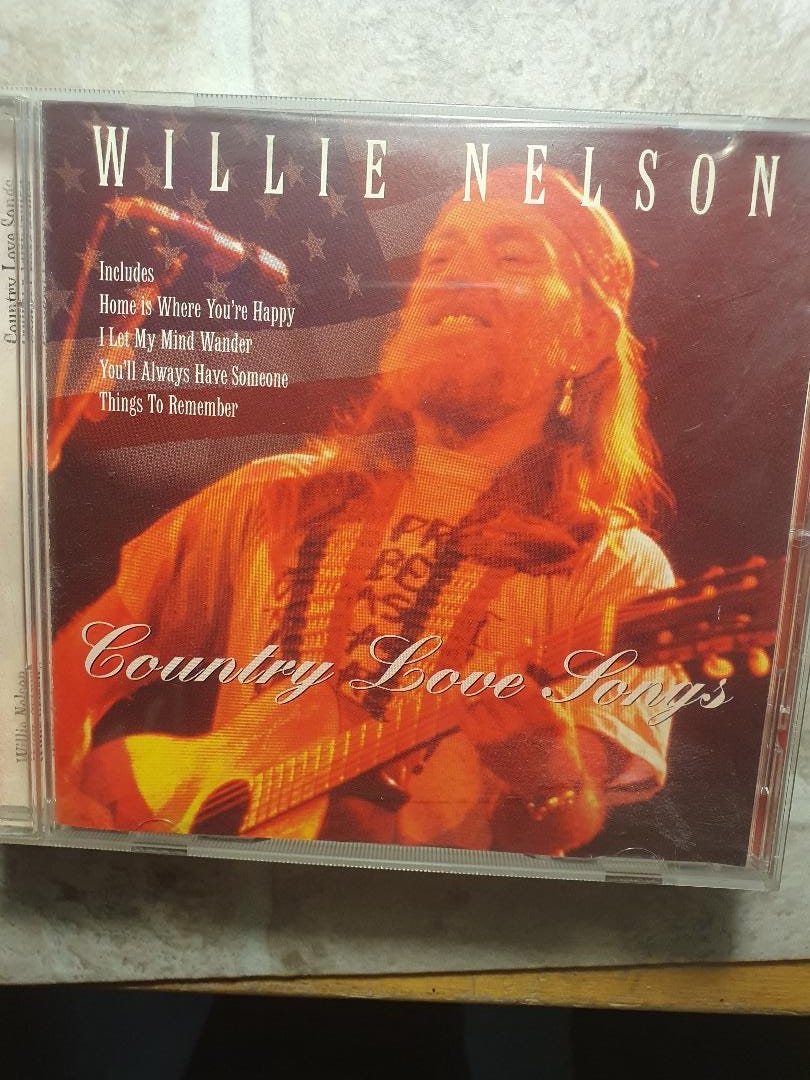 WILLIE NELSON
Includes
Home is Where You're Happy
I Let My Mind Wander
You'll Always Have Someone
Things To Remember
Country Love Songs
Country Love Songs
Willie Nelson